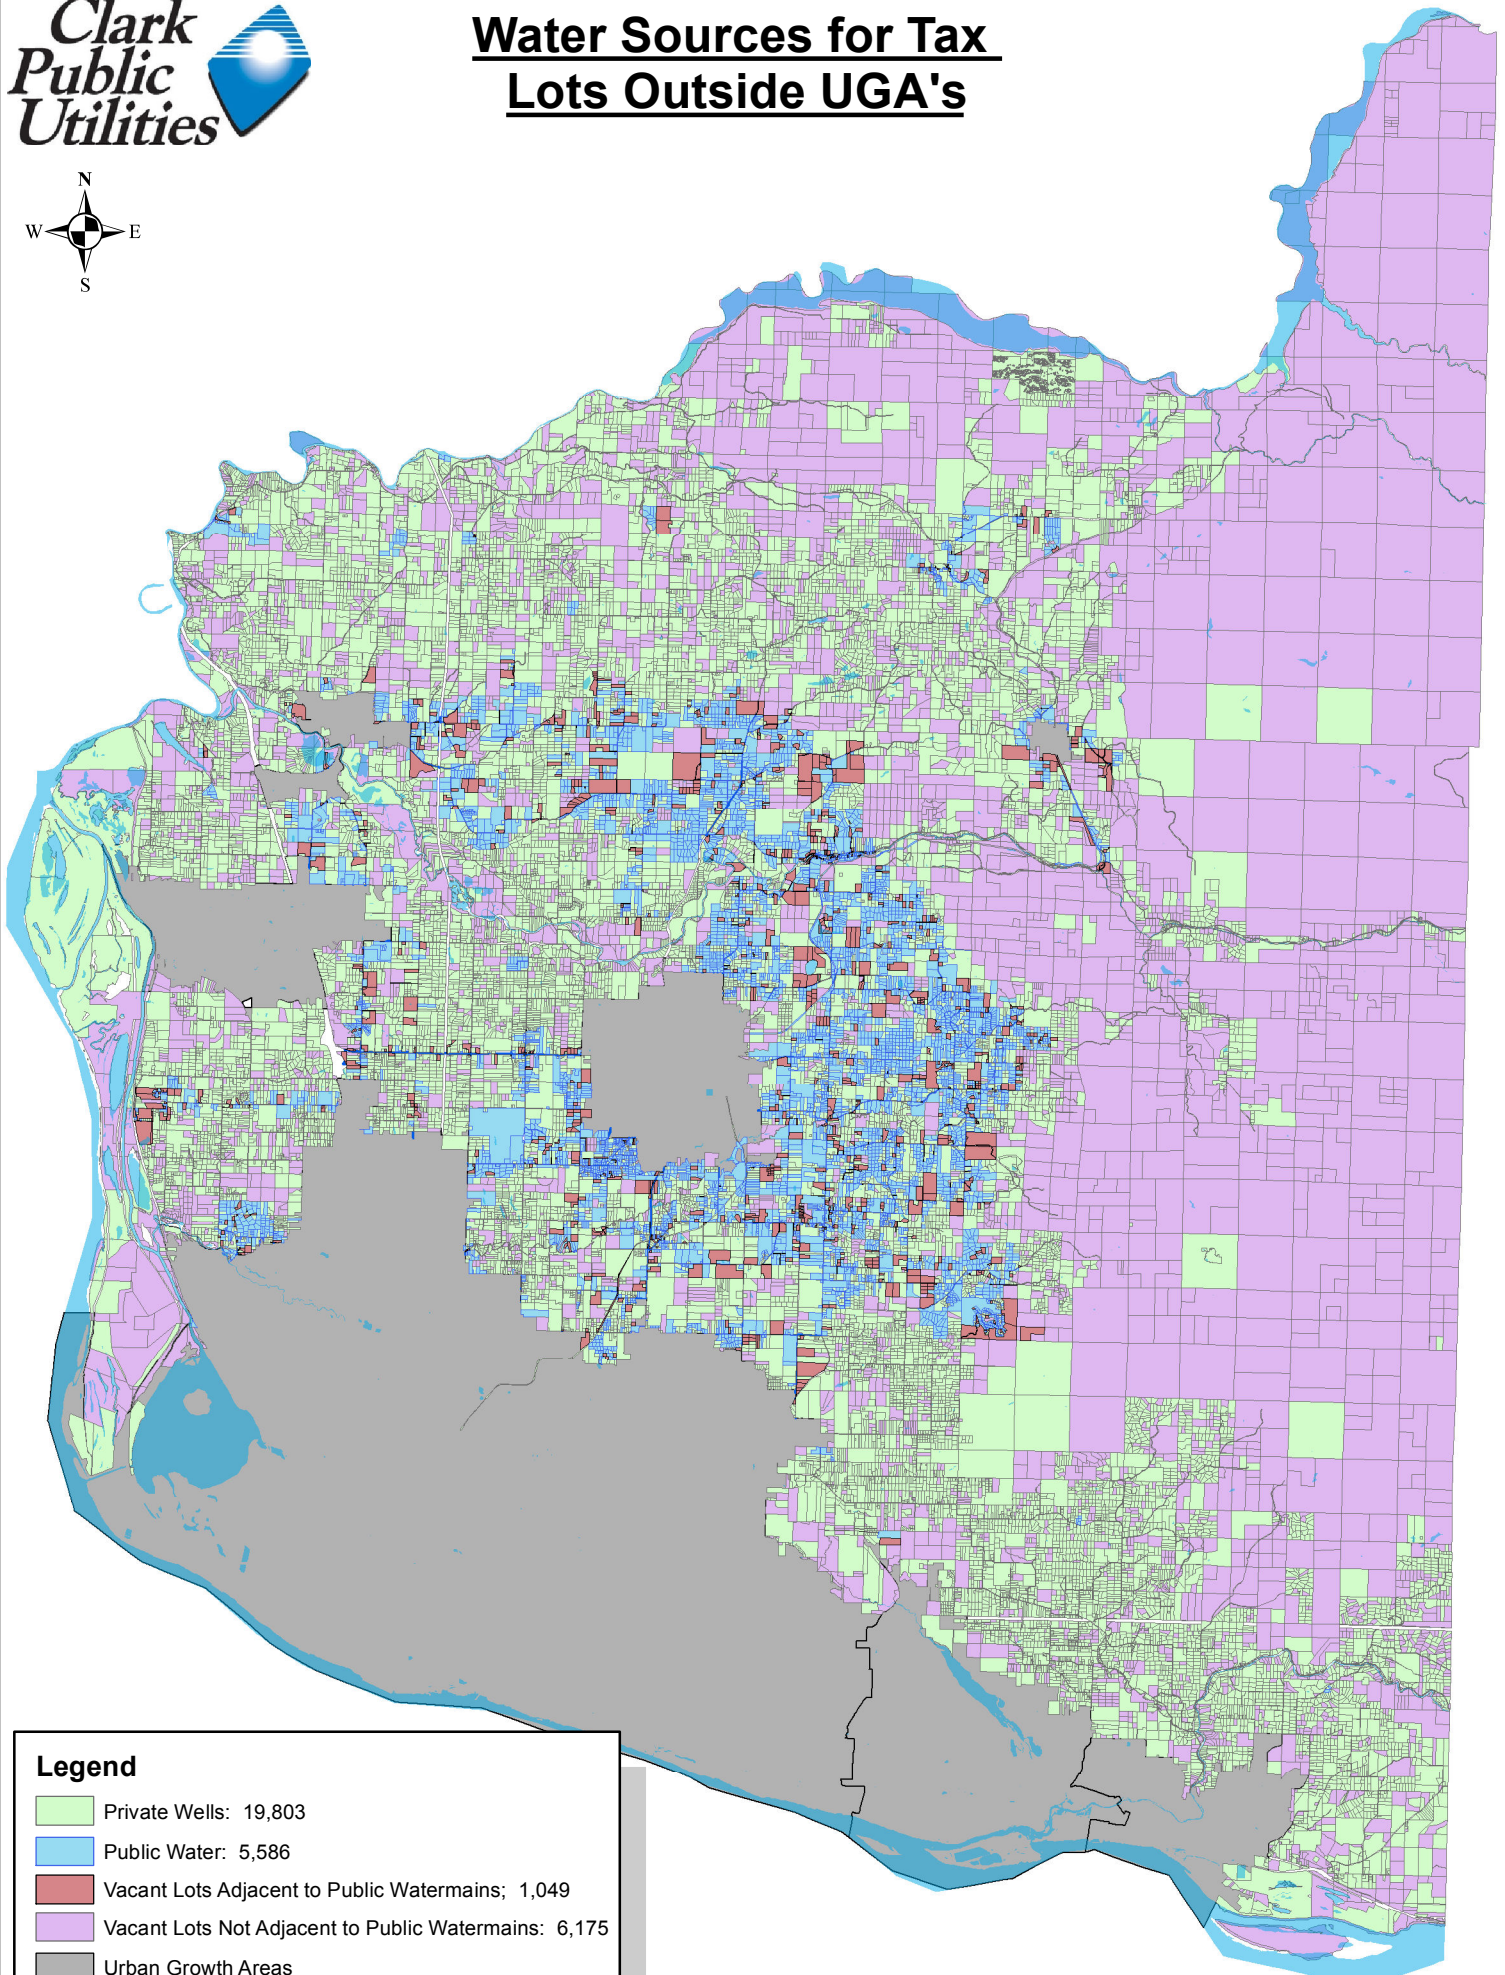 Clark
Public
Utilities
Water Sources for Tax
Lots Outside UGA's
N
W E
S
Legend
Private Wells: 19,803
Public Water: 5,586
Vacant Lots Adjacent to Public Watermains; 1,049
Vacant Lots Not Adjacent to Public Watermains: 6,175
Urban Growth Areas